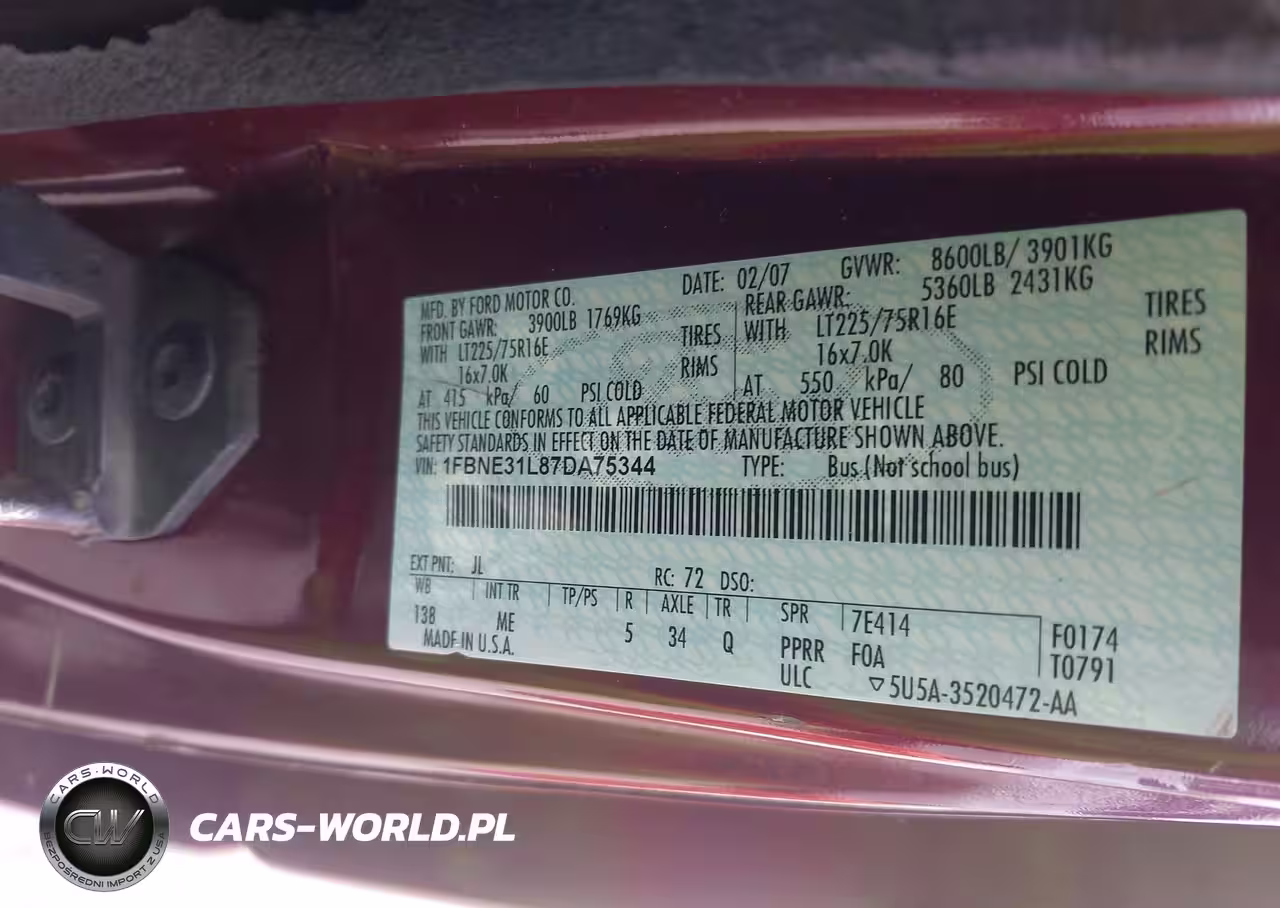 MFD. BY FORD MOTOR CO. DATE: 02/07 GVWR: 8600LB/ 3901KG
FRONT GAWR: 3900LB 1769KG REAR GAWR: 5360LB 2431KG
WITH LT225/75R16E TIRES WITH LT225/75R16E TIRES
16x7.0K RIMS 16x7.0K RIMS
AT 415 kPa/ 60 PSI COLD AT 550 kPa/ 80 PSI COLD
THIS VEHICLE CONFORMS TO ALL APPLICABLE FEDERAL MOTOR VEHICLE
SAFETY STANDARDS IN EFFECT ON THE DATE OF MANUFACTURE SHOWN ABOVE.
VIN: 1FBNE31L87DA75344 TYPE: Bus (Not school bus)
EXT PNT: JL RC: 72 DSO:
WB INT TR TP/PS R AXLE TR SPR 7E414 F0174
138 ME 5 34 Q PPRR FOA T0791
MADE IN U.S.A. ULC ▽5U5A-3520472-AA
CARS-WORLD
CW
BEZPOŚREDNI IMPORT Z USA
CARS-WORLD.PL